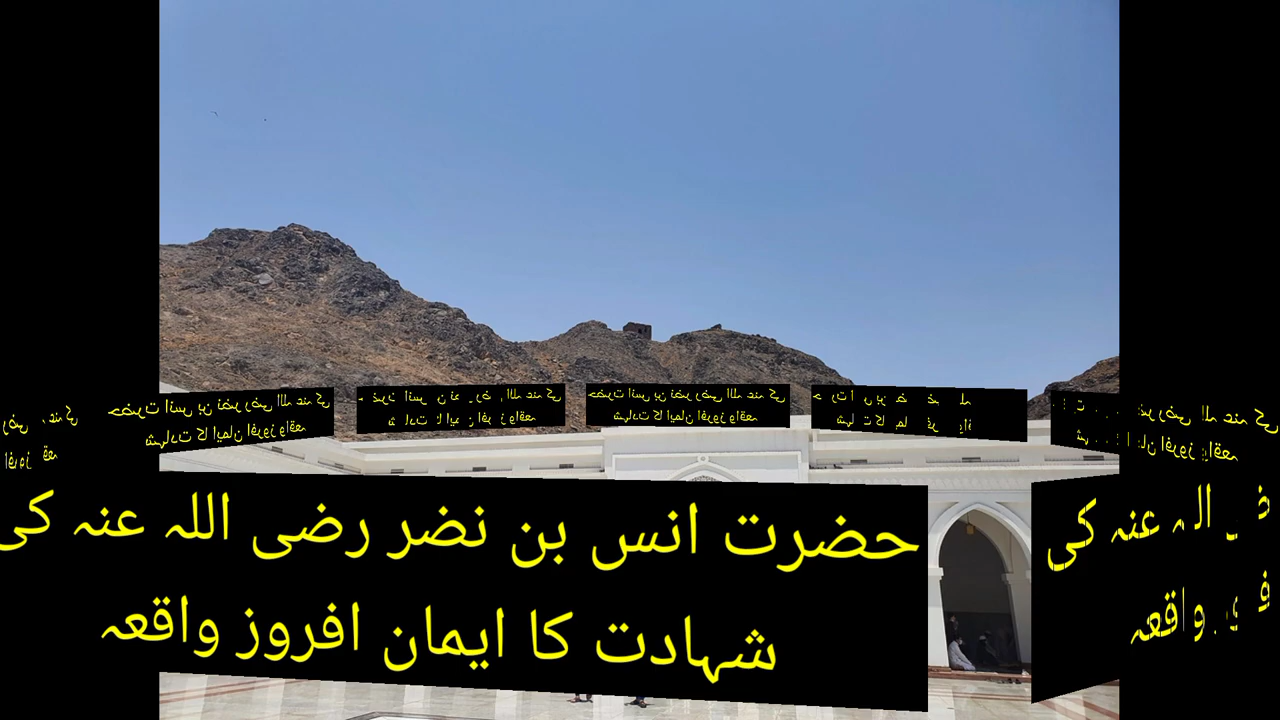 حضرت انس بن نضر رضی اللہ عنہ کی
شہادت کا ایمان افروز واقعہ